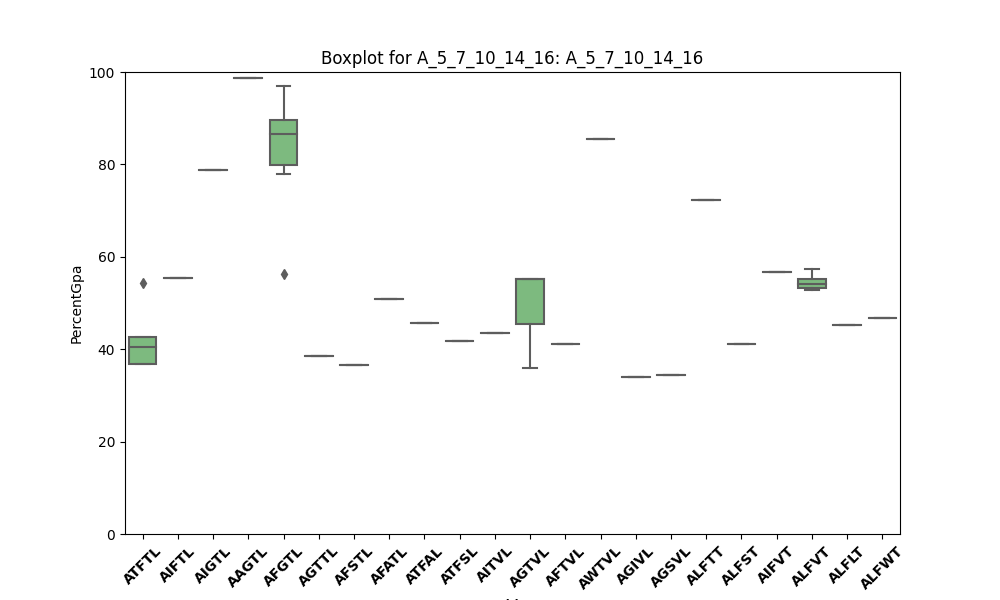 Boxplot for A_5_7_10_14_16: A_5_7_10_14_16
100
80
60
40
20
0
PercentGpa
ATFTL AIFTL AIGTL AAGTL AFGTL AGTTL AFSTL AFATL ATFAL ATFSL AITVL AGTVL AFTVL AWTVL AGIVL AGSVL ALFTT ALFST AIFVT ALFVT ALFLT ALFWT